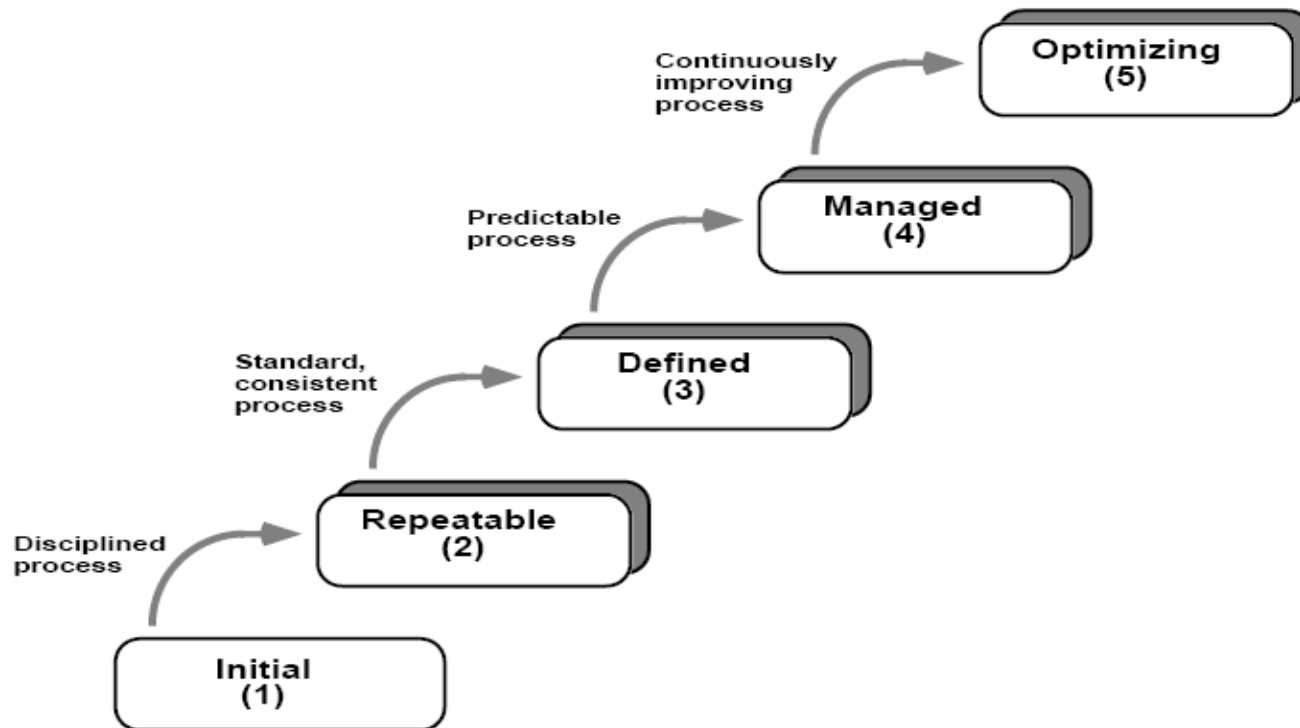 Continuously
improving
process
Optimizing
(5)
Predictable
process
Managed
(4)
Standard,
consistent
process
Defined
(3)
Disciplined
process
Repeatable
(2)
Initial
(1)